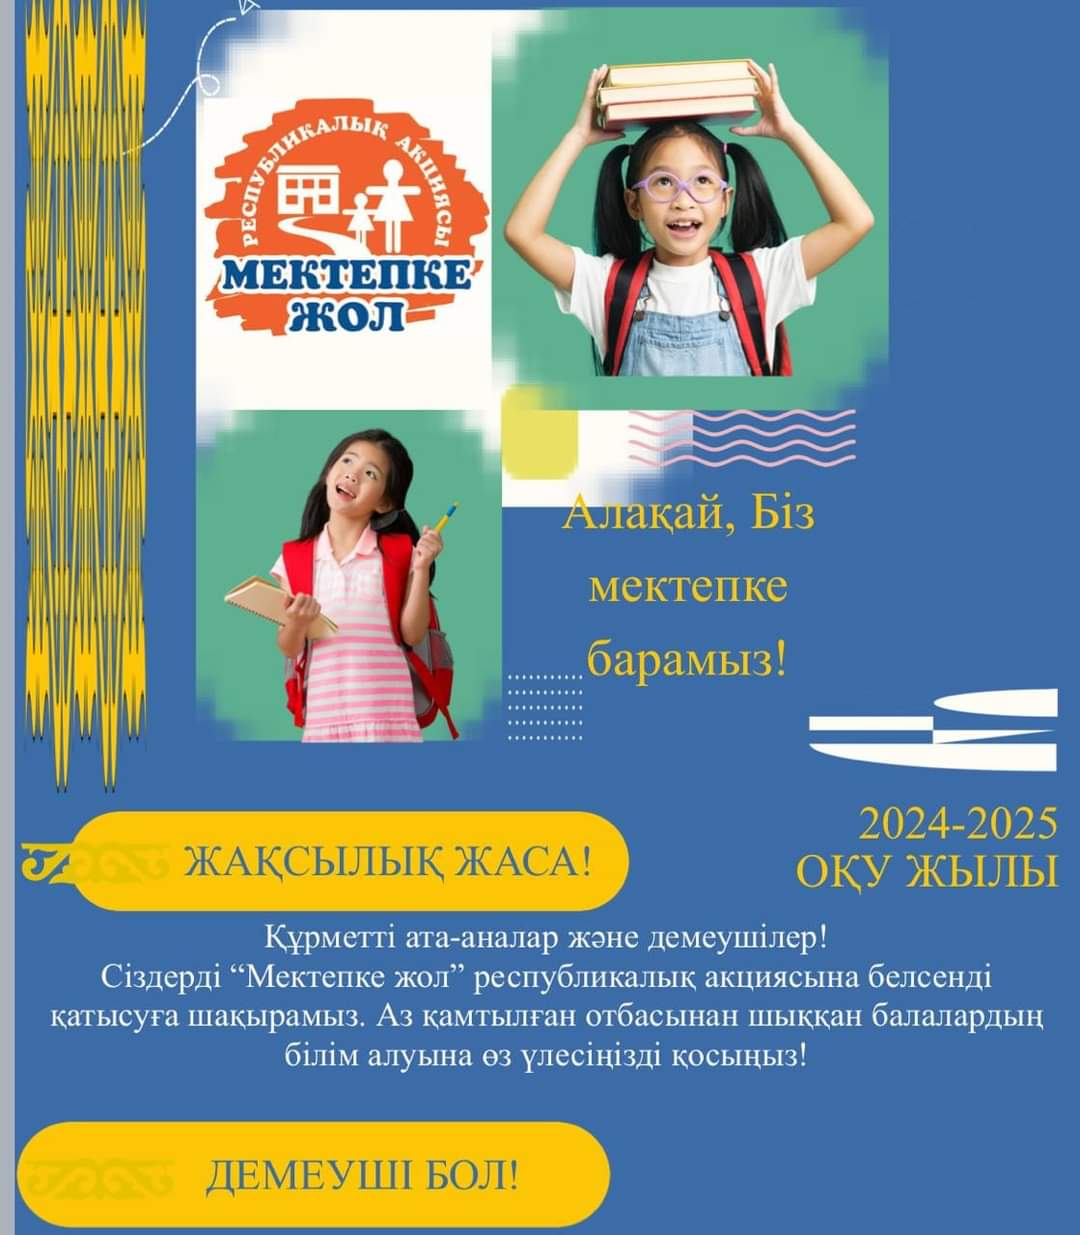 РЕСПУБЛИКАЛЫҚ АКЦИЯСЫ
МЕКТЕПКЕ
ЖОЛ
Алақай, Біз
мектепке
барамыз!
2024-2025
ОҚУ ЖЫЛЫ
ЖАҚСЫЛЫҚ ЖАСА!
Құрметті ата-аналар және демеушілер!
Сіздерді “Мектепке жол” республикалық акциясына белсенді
қатысуға шақырамыз. Аз қамтылған отбасынан шыққан балалардың
білім алуына өз үлесіңізді қосыңыз!
ДЕМЕУШІ БОЛ!